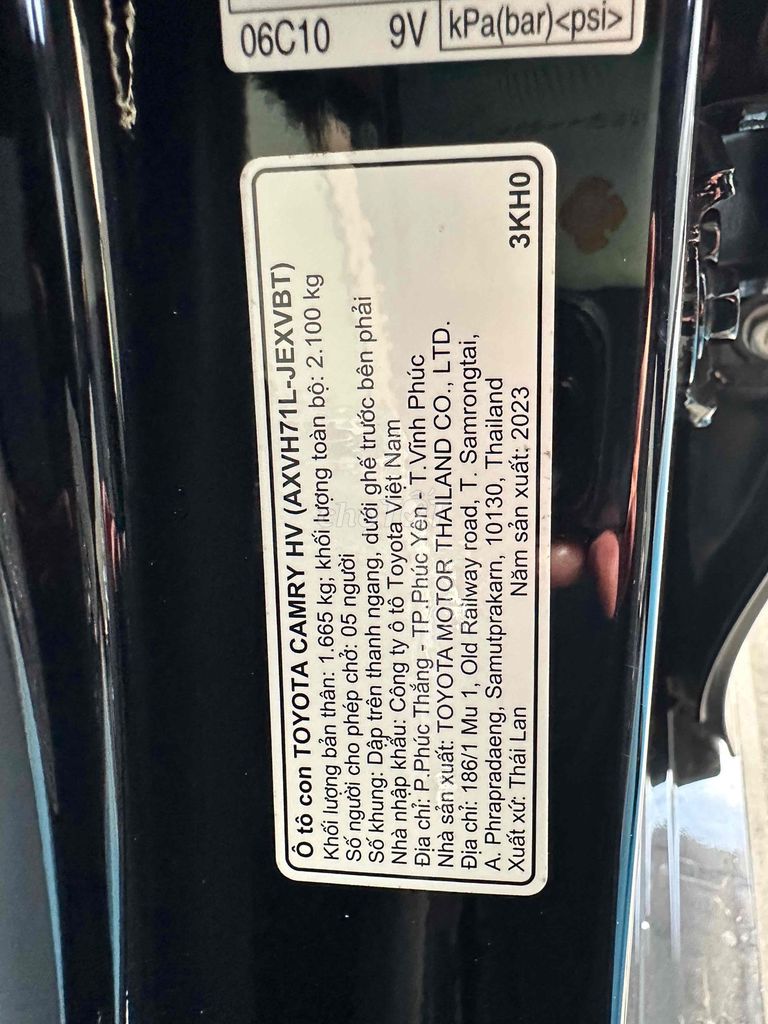 06C10 9V kPa(bar)<psi>
Ô tô con TOYOTA CAMRY HV (AXVH71L-JEXVBT)
Khối lượng bản thân: 1.665 kg; khối lượng toàn bộ: 2.100 kg
Số người cho phép chở: 05 người
Số khung: Dập trên thanh ngang, dưới ghế trước bên phải
Nhà nhập khẩu: Công ty ô tô Toyota Việt Nam
Địa chỉ: P.Phúc Thắng - TP.Phúc Yên - T.Vĩnh Phúc
Nhà sản xuất: TOYOTA MOTOR THAILAND CO., LTD.
Địa chỉ: 186/1 Mu 1, Old Railway road, T. Samrongtai,
A. Phrapradaeng, Samutprakarn, 10130, Thailand
Xuất xứ: Thái Lan Năm sản xuất: 2023
3KH0